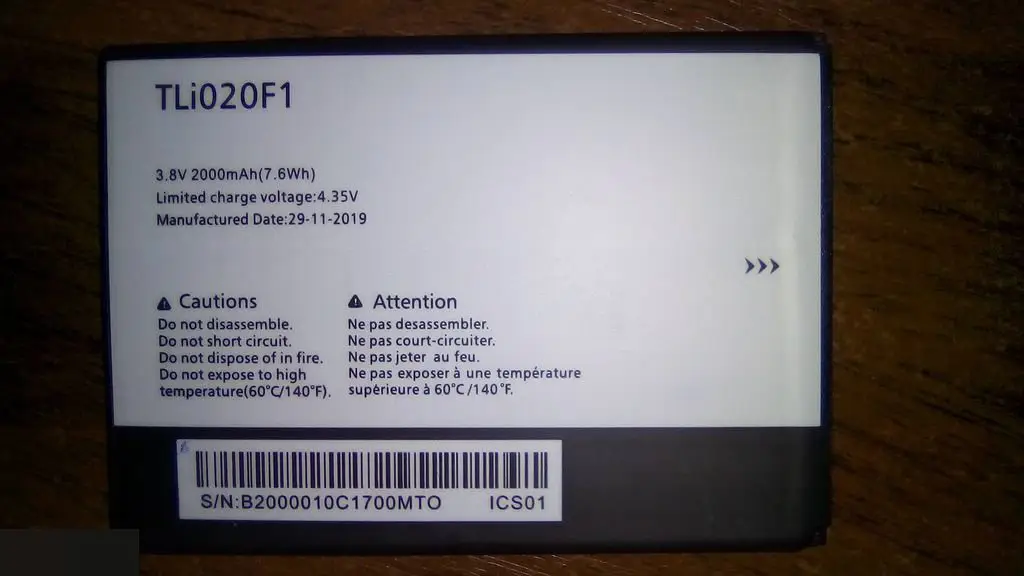 TLi020F1
3.8V 2000mAh(7.6Wh)
Limited charge voltage:4.35V
Manufactured Date:29-11-2019
⚠ Cautions
Do not disassemble.
Do not short circuit.
Do not dispose of in fire.
Do not expose to high
temperature(60°C/140°F).
⚠ Attention
Ne pas desassembler.
Ne pas court-circuiter.
Ne pas jeter au feu.
Ne pas exposer à une température
supérieure à 60°C/140°F.
S/N:B2000010C1700MTO ICS01